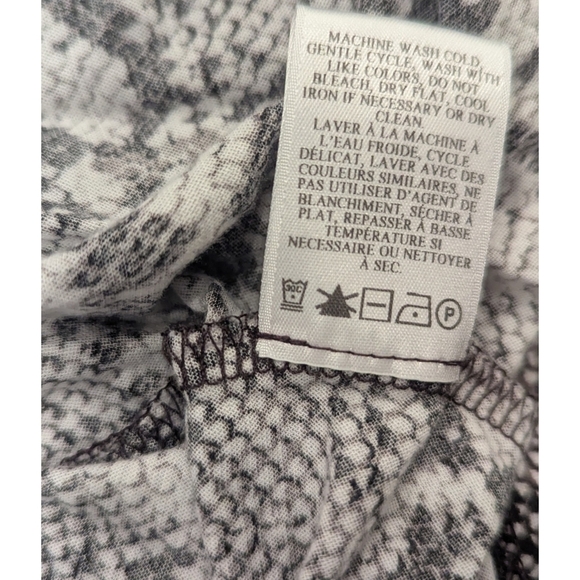 MACHINE WASH COLD,
GENTLE CYCLE, WASH WITH
LIKE COLORS, DO NOT
BLEACH, DRY FLAT, COOL
IRON IF NECESSARY OR DRY
CLEAN.
LAVER À LA MACHINE À
L'EAU FROIDE, CYCLE
DÉLICAT, LAVER AVEC DES
COULEURS SIMILAIRES, NE
PAS UTILISER D'AGENT DE
BLANCHIMENT, SÉCHER À
PLAT, REPASSER À BASSE
TEMPÉRATURE SI
NECESSAIRE OU NETTOYER
À SEC.
30C P